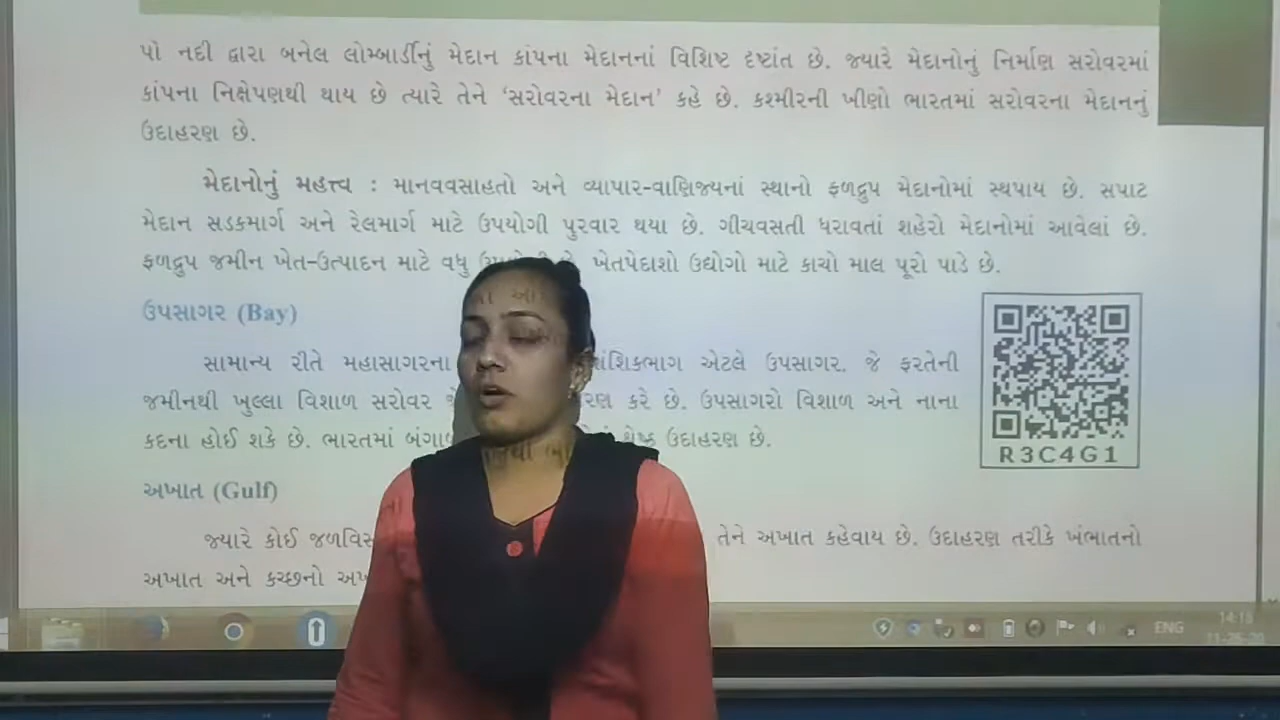 પો નદી દ્વારા બનેલ લોમ્બાર્ડીનું મેદાન કાંપના મેદાનનાં વિશિષ્ટ દૃષ્ટાંત છે. જ્યારે મેદાનોનું નિર્માણ સરોવરમાં
કાંપના નિક્ષેપણથી થાય છે ત્યારે તેને ‘સરોવરના મેદાન’ કહે છે. કશ્મીરની ખીણો ભારતમાં સરોવરના મેદાનનું
ઉદાહરણ છે.
મેદાનોનું મહત્ત્વ : માનવવસાહતો અને વ્યાપાર-વાણિજ્યનાં સ્થાનો ફળદ્રુપ મેદાનોમાં સ્થપાય છે. સપાટ
મેદાન સડકમાર્ગ અને રેલમાર્ગ માટે ઉપયોગી પુરવાર થયા છે. ગીચવસતી ધરાવતાં શહેરો મેદાનોમાં આવેલાં છે.
ફળદ્રુપ જમીન ખેત-ઉત્પાદન માટે વધુ ખેતપેદાશો ઉદ્યોગો માટે કાચો માલ પૂરો પાડે છે.
ઉપસાગર (Bay)
સામાન્ય રીતે મહાસાગરના એટલે ઉપસાગર. જે ફરતેની
જમીનથી ખુલ્લા વિશાળ સરોવર કરે છે. ઉપસાગરો વિશાળ અને નાના
કદના હોઈ શકે છે. ભારતમાં ઉદાહરણ છે.
R3C4G1
અખાત (Gulf)
જ્યારે કોઈ તેને અખાત કહેવાય છે. ઉદાહરણ તરીકે ખંભાતનો
અખાત અને કચ્છનો
ENG
14:18